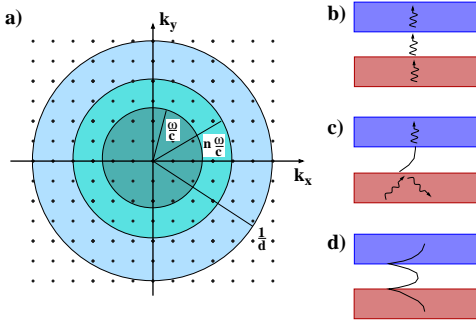 a)
k_y
b)
ω/c
n ω/c
c)
k_x
1/d
d)